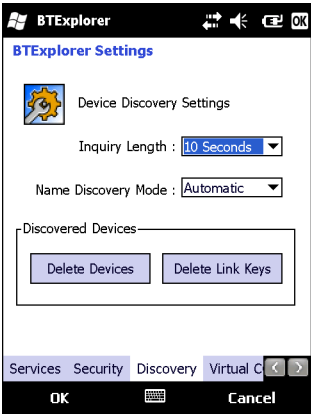 BTExplorer OK
BTExplorer Settings
Device Discovery Settings
Inquiry Length : 10 Seconds
Name Discovery Mode : Automatic
Discovered Devices
Delete Devices Delete Link Keys
Services Security Discovery Virtual C
OK Cancel